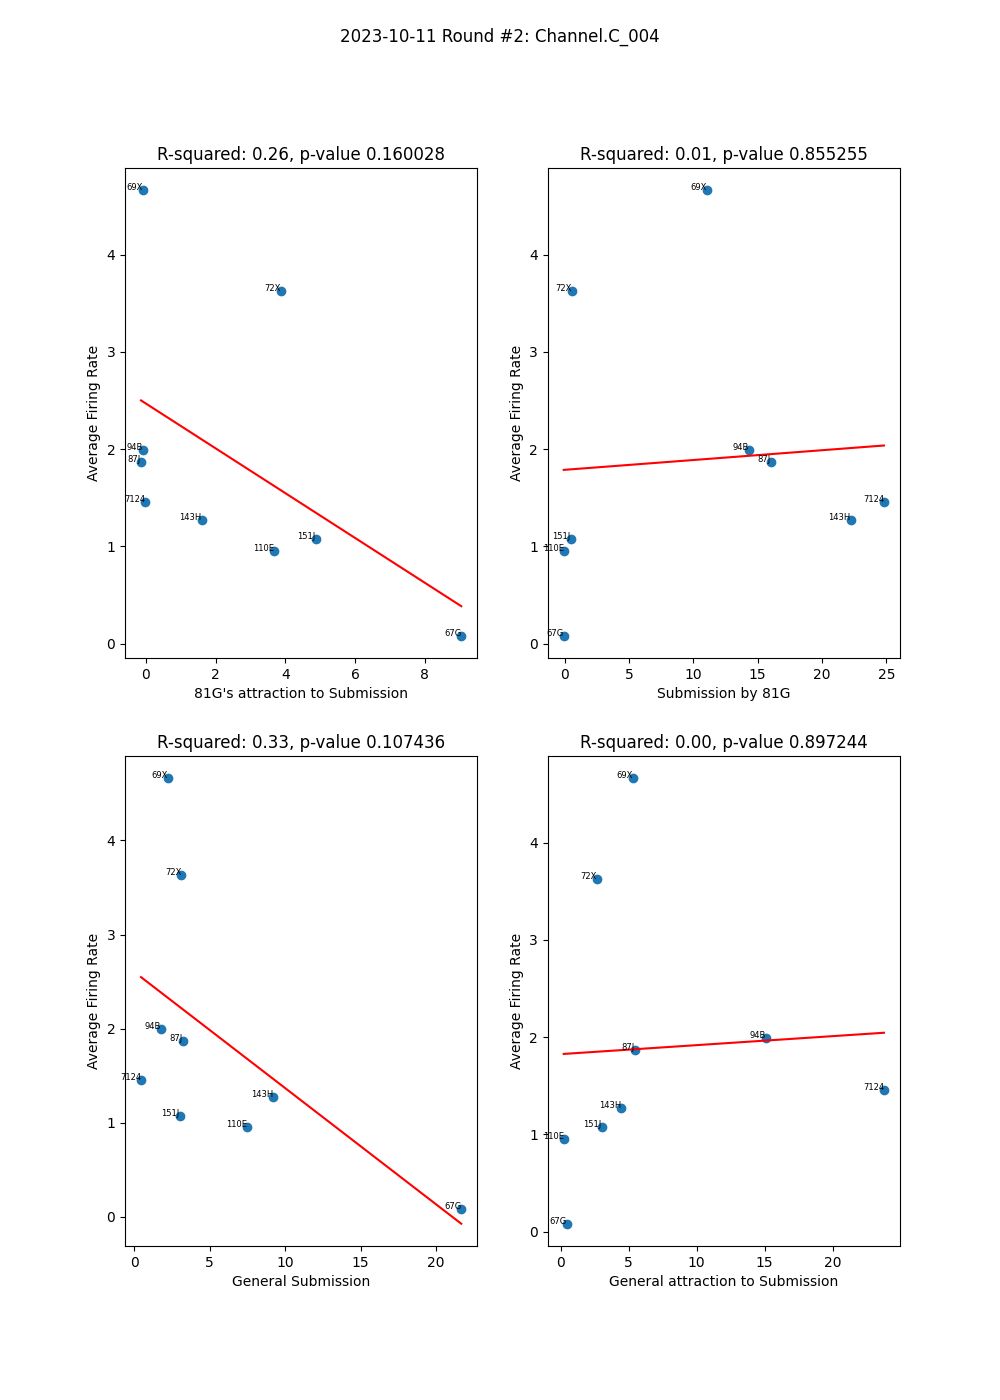 2023-10-11 Round #2: Channel.C_004
R-squared: 0.26, p-value 0.160028
Average Firing Rate
4
3
2
1
0
69X
72X
94B
87J
7124
143H
110E
151J
67G
0 2 4 6 8
81G's attraction to Submission
R-squared: 0.01, p-value 0.855255
Average Firing Rate
4
3
2
1
0
69X
72X
94B
87J
7124
143H
151J
110E
67G
0 5 10 15 20 25
Submission by 81G
R-squared: 0.33, p-value 0.107436
Average Firing Rate
4
3
2
1
0
69X
72X
94B
87J
7124
143H
151J
110E
67G
0 5 10 15 20
General Submission
R-squared: 0.00, p-value 0.897244
Average Firing Rate
4
3
2
1
0
69X
72X
94B
87J
7124
143H
151J
110E
67G
0 5 10 15 20
General attraction to Submission